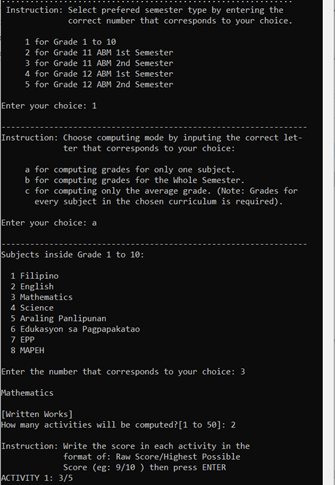 Instruction: Select prefered semester type by entering the
correct number that corresponds to your choice.
1 for Grade 1 to 10
2 for Grade 11 ABM 1st Semester
3 for Grade 11 ABM 2nd Semester
4 for Grade 12 ABM 1st Semester
5 for Grade 12 ABM 2nd Semester
Enter your choice: 1
--------------------------------------------------------------
Instruction: Choose computing mode by inputing the correct let-
ter that corresponds to your choice:
a for computing grades for only one subject.
b for computing grades for the Whole Semester.
c for computing only the average grade. (Note: Grades for
every subject in the chosen curriculum is required).
Enter your choice: a
--------------------------------------------------------------
Subjects inside Grade 1 to 10:
1 Filipino
2 English
3 Mathematics
4 Science
5 Araling Panlipunan
6 Edukasyon sa Pagpapakatao
7 EPP
8 MAPEH
Enter the number that corresponds to your choice: 3
Mathematics
[Written Works]
How many activities will be computed?[1 to 50]: 2
Instruction: Write the score in each activity in the
format of: Raw Score/Highest Possible
Score (eg: 9/10 ) then press ENTER
ACTIVITY 1: 3/5